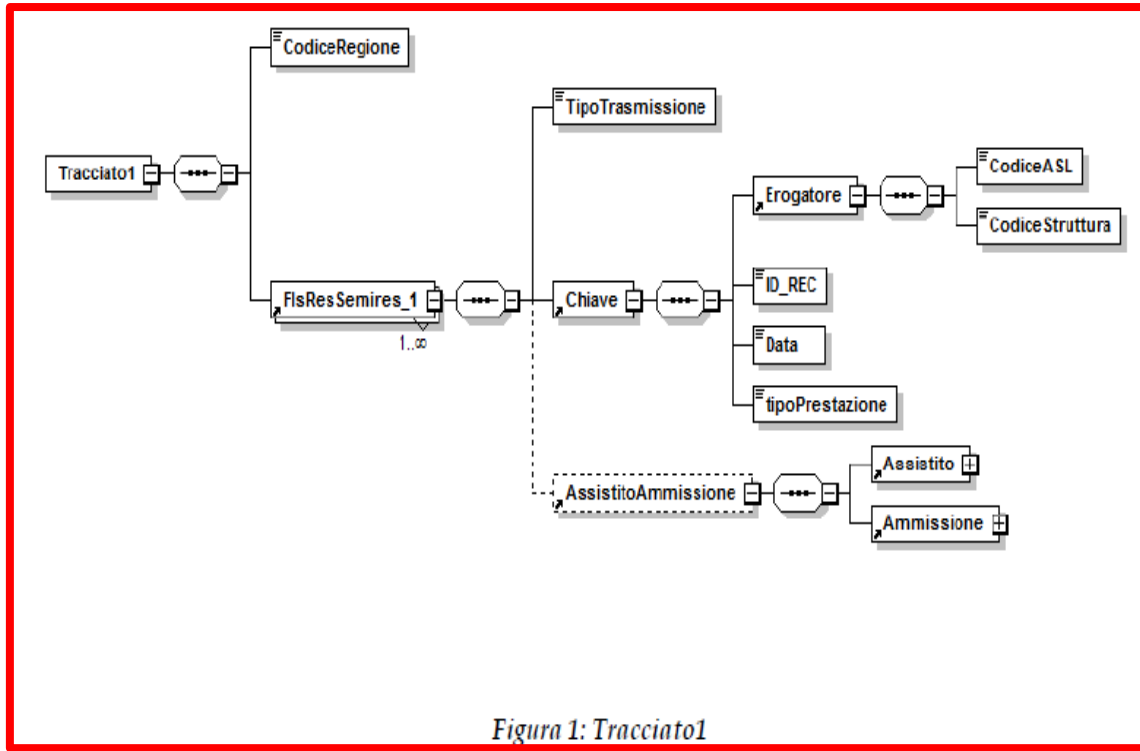 CodiceRegione
TipoTrasmissione
Tracciato1
CodiceASL
Erogatore
CodiceStruttura
ID_REC
FlsResSemires_1
Chiave
1..∞
Data
tipoPrestazione
Assistito
AssistitoAmmissione
Ammissione
Figura 1: Tracciato1